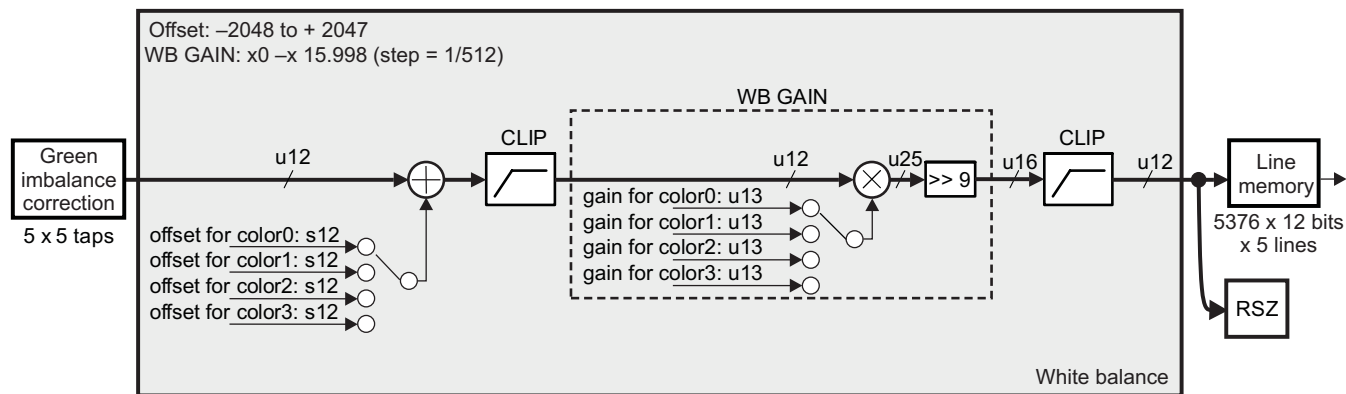 Offset: –2048 to + 2047
WB GAIN: x0 –x 15.998 (step = 1/512)
WB GAIN
Green
imbalance
correction
5 x 5 taps
u12
CLIP
u12
u25
>> 9
u16
CLIP
u12
Line
memory
5376 x 12 bits
x 5 lines
offset for color0: s12
offset for color1: s12
offset for color2: s12
offset for color3: s12
gain for color0: u13
gain for color1: u13
gain for color2: u13
gain for color3: u13
RSZ
White balance